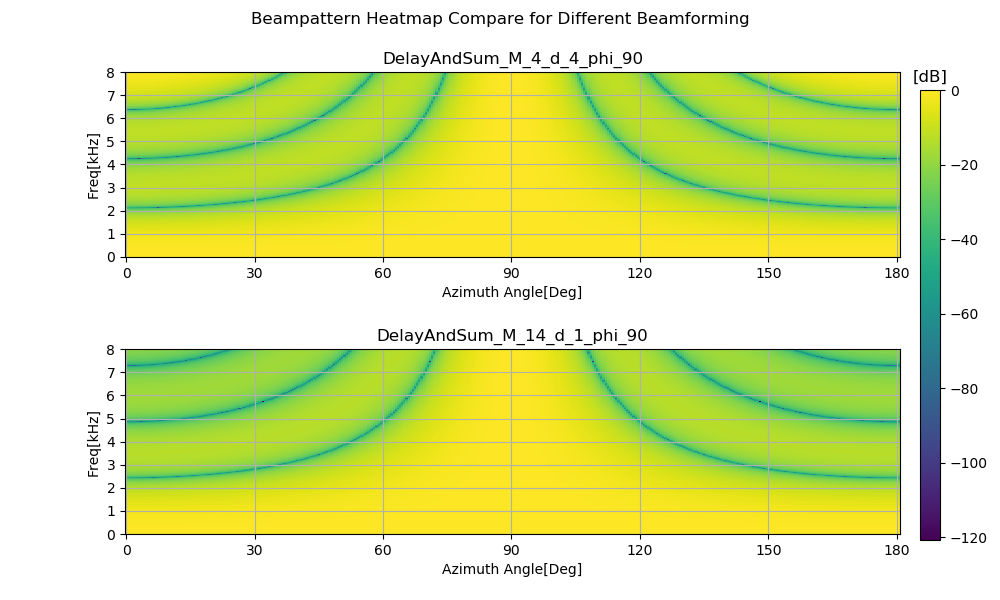 Beampattern Heatmap Compare for Different Beamforming
DelayAndSum_M_4_d_4_phi_90
[dB]
8
7
6
5
4
3
2
1
0
Freq[kHz]
0 30 60 90 120 150 180
Azimuth Angle[Deg]
DelayAndSum_M_14_d_1_phi_90
8
7
6
5
4
3
2
1
0
Freq[kHz]
0 30 60 90 120 150 180
Azimuth Angle[Deg]
0
−20
−40
−60
−80
−100
−120